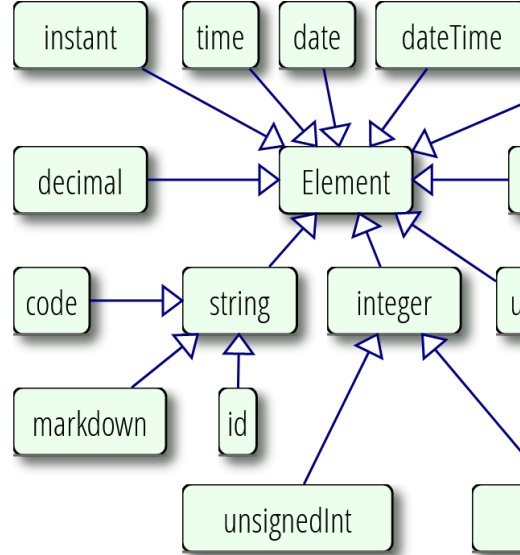 instant
time
date
dateTime
decimal
Element
code
string
integer
markdown
id
unsignedInt